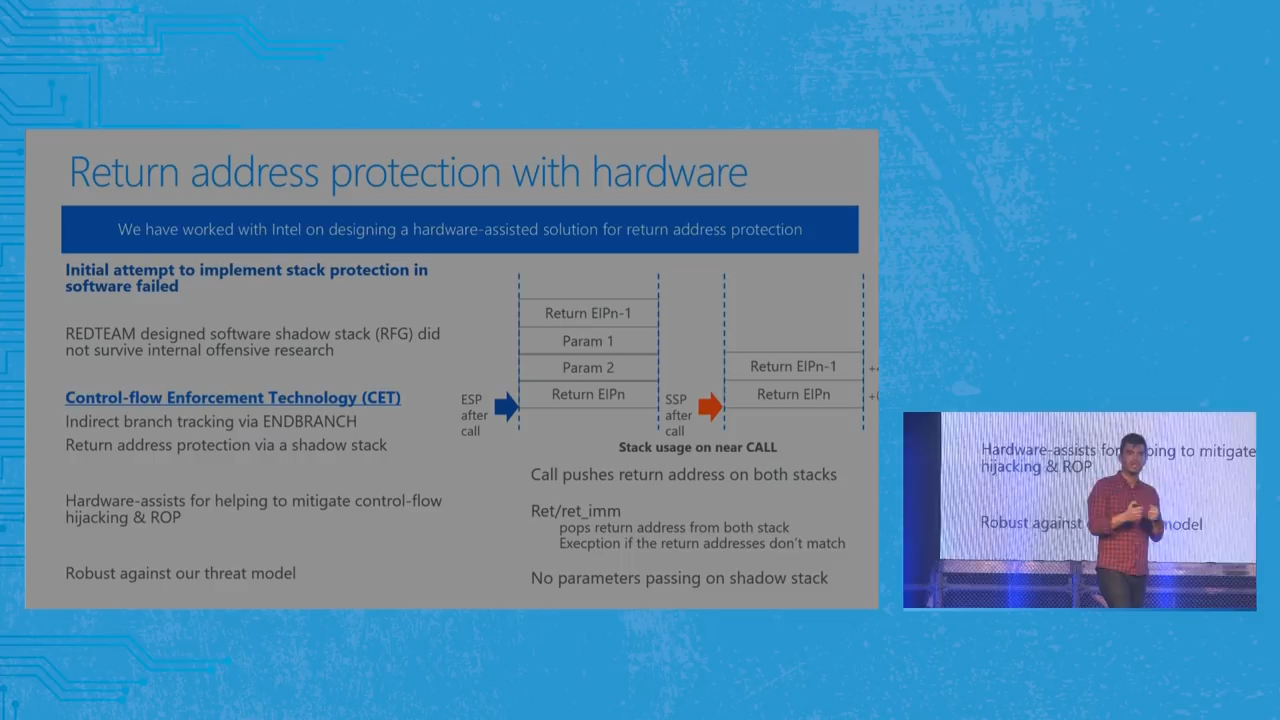 Return address protection with hardware
We have worked with Intel on designing a hardware-assisted solution for return address protection
Initial attempt to implement stack protection in
software failed
REDTEAM designed software shadow stack (RFG) did
not survive internal offensive research
Control-flow Enforcement Technology (CET)
Indirect branch tracking via ENDBRANCH
Return address protection via a shadow stack
Hardware-assists for helping to mitigate control-flow
hijacking & ROP
Robust against our threat model
Return EIPn-1
Param 1
Param 2
Return EIPn
ESP
after
call
Return EIPn-1
Return EIPn
SSP
after
call
Stack usage on near CALL
Call pushes return address on both stacks
Ret/ret_imm
pops return address from both stack
Execption if the return addresses don't match
No parameters passing on shadow stack
Hardware-assists for to mitigate
hijacking & ROP
Robust against